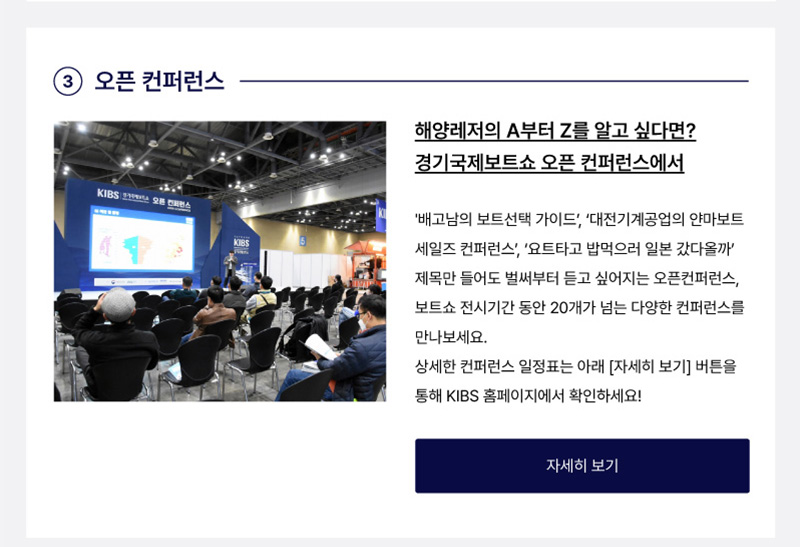 3 오픈 컨퍼런스
해양레저의 A부터 Z를 알고 싶다면?
경기국제보트쇼 오픈 컨퍼런스에서
KIBS 경기국제보트쇼 오픈 컨퍼런스
KIBS
'배고남의 보트선택 가이드’, ‘대전기계공업의 얀마보트
세일즈 컨퍼런스’, ‘요트타고 밥먹으러 일본 갔다올까’
제목만 들어도 벌써부터 듣고 싶어지는 오픈컨퍼런스,
보트쇼 전시기간 동안 20개가 넘는 다양한 컨퍼런스를
만나보세요.
상세한 컨퍼런스 일정표는 아래 [자세히 보기] 버튼을
통해 KIBS 홈페이지에서 확인하세요!
자세히 보기